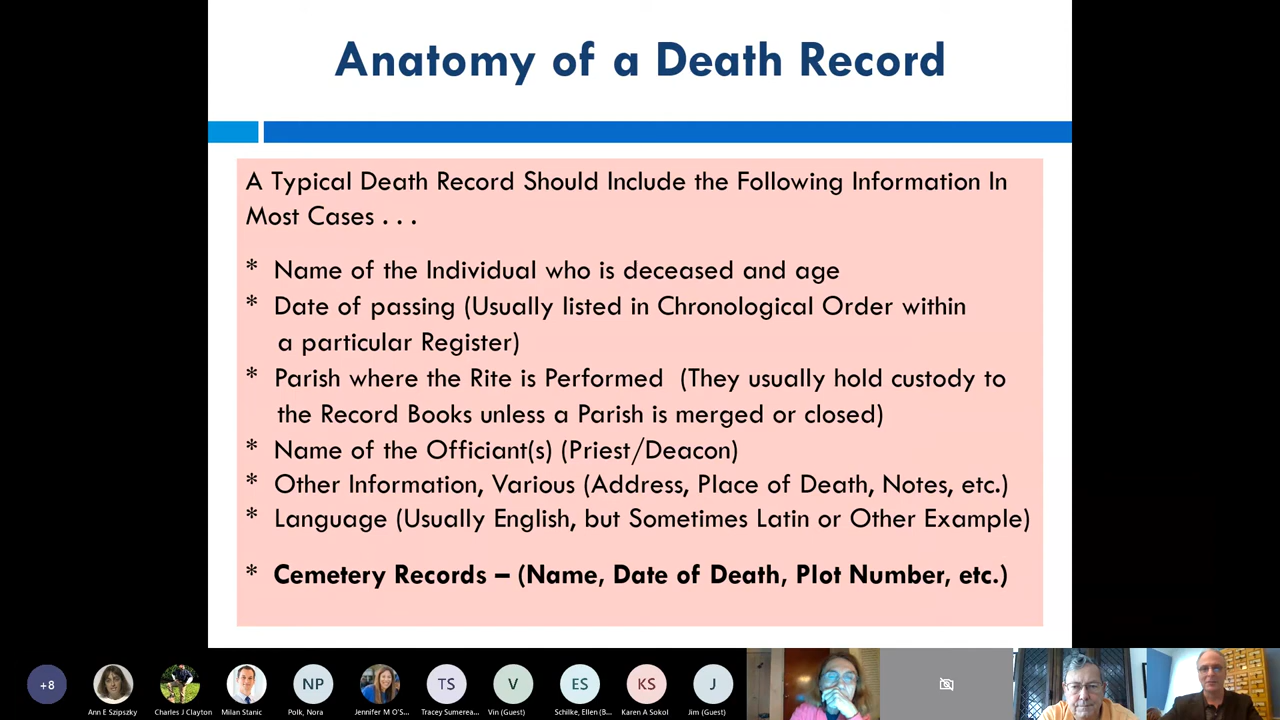 Anatomy of a Death Record
A Typical Death Record Should Include the Following Information In
Most Cases . . .
* Name of the Individual who is deceased and age
* Date of passing (Usually listed in Chronological Order within
a particular Register)
* Parish where the Rite is Performed (They usually hold custody to
the Record Books unless a Parish is merged or closed)
* Name of the Officiant(s) (Priest/Deacon)
* Other Information, Various (Address, Place of Death, Notes, etc.)
* Language (Usually English, but Sometimes Latin or Other Example)
* Cemetery Records – (Name, Date of Death, Plot Number, etc.)
+8 NP TS V ES KS J
Ann E Szipszky Charles J Clayton Milan Stanic Polk, Nora Jennifer M O'S... Tracey Sumerea... Vin (Guest) Schilke, Ellen (B... Karen A Sokol Jim (Guest)